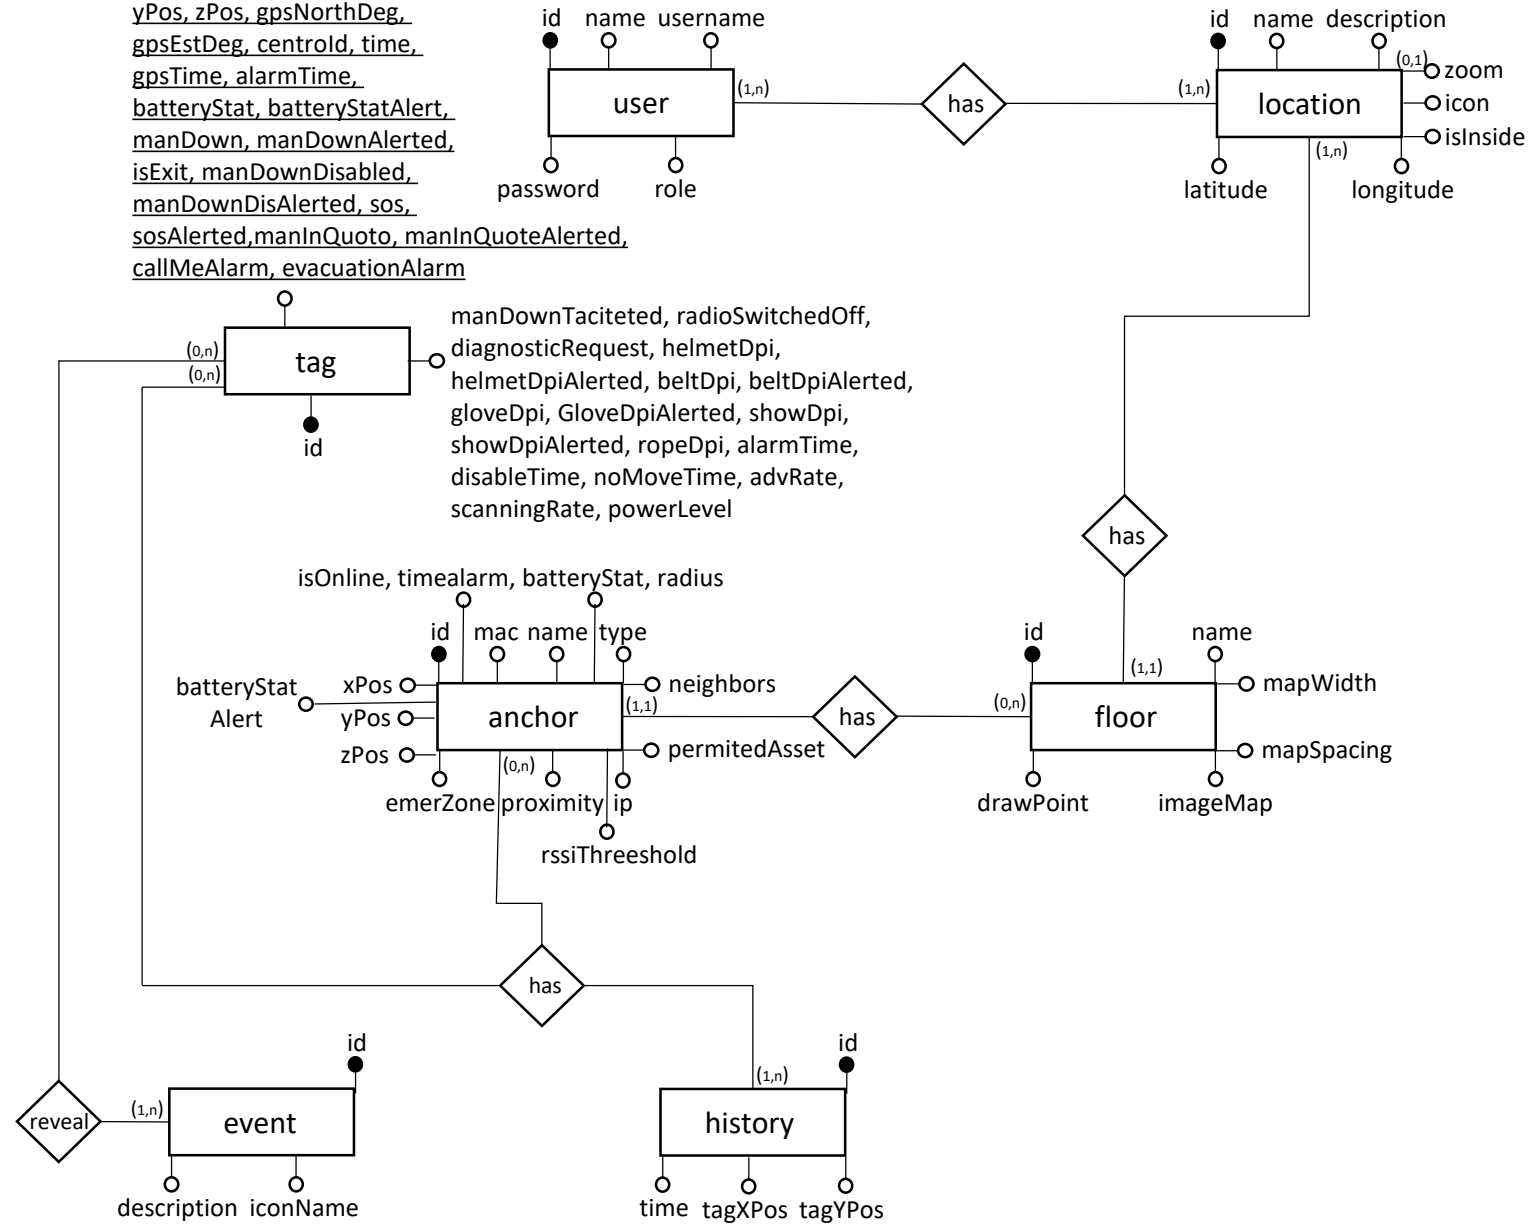 yPos, zPos, gpsNorthDeg,
gpsEstDeg, centroId, time,
gpsTime, alarmTime,
batteryStat, batteryStatAlert,
manDown, manDownAlerted,
isExit, manDownDisabled,
manDownDisAlerted, sos,
sosAlerted,manInQuoto, manInQuoteAlerted,
callMeAlarm, evacuationAlarm
id name username
user
(1,n)
password role
has
id name description
(0,1)
zoom
(1,n)
location
icon
isInside
(1,n)
latitude longitude
(0,n)
(0,n)
tag
id
manDownTaciteted, radioSwitchedOff,
diagnosticRequest, helmetDpi,
helmetDpiAlerted, beltDpi, beltDpiAlerted,
gloveDpi, GloveDpiAlerted, showDpi,
showDpiAlerted, ropeDpi, alarmTime,
disableTime, noMoveTime, advRate,
scanningRate, powerLevel
has
isOnline, timealarm, batteryStat, radius
id mac name type
batteryStat
Alert
xPos
yPos
zPos
anchor
neighbors
(1,1)
permitedAsset
(0,n)
emerZone proximity ip
rssiThreeshold
has
id name
(1,1)
mapWidth
(0,n)
floor
mapSpacing
drawPoint imageMap
has
reveal
(1,n)
id
event
description iconName
(1,n)
id
history
time tagXPos tagYPos